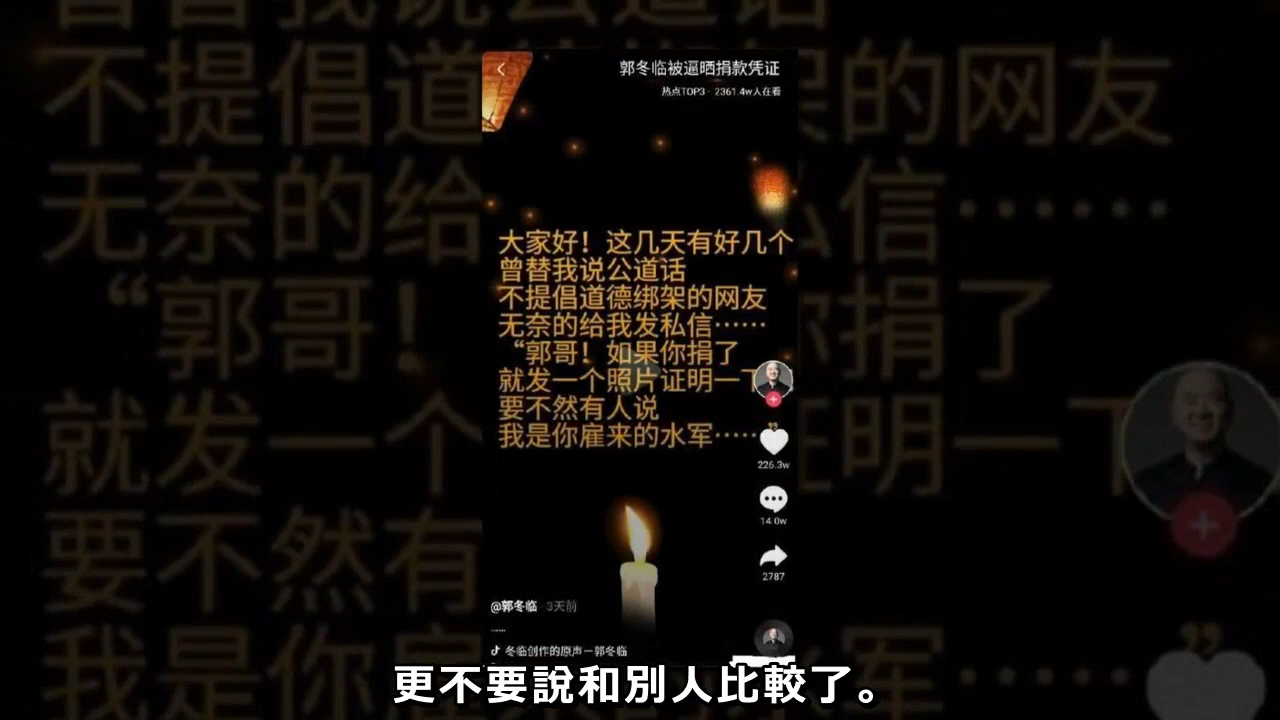 郭冬临被逼晒捐款凭证
热点TOP3 · 2361.4w人在看
大家好！这几天有好几个
曾替我说公道话
不提倡道德绑架的网友
无奈的给我发私信……
“郭哥！如果你捐了
就发一个照片证明一下
要不然有人说
我是你雇来的水军……”
226.3w
14.0w
2787
@郭冬临 · 3天前
……
冬临创作的原声一郭冬临
更不要說和別人比較了。